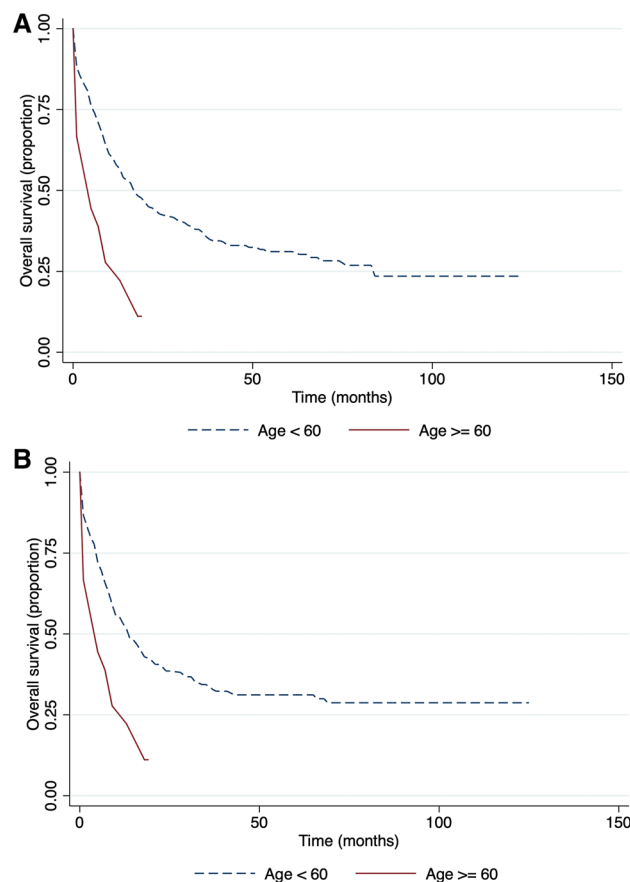 A
1.00
0.75
0.50
0.25
0.00
Overall survival (proportion)
0 50 100 150
Time (months)
Age < 60 Age >= 60
B
1.00
0.75
0.50
0.25
0.00
Overall survival (proportion)
0 50 100 150
Time (months)
Age < 60 Age >= 60